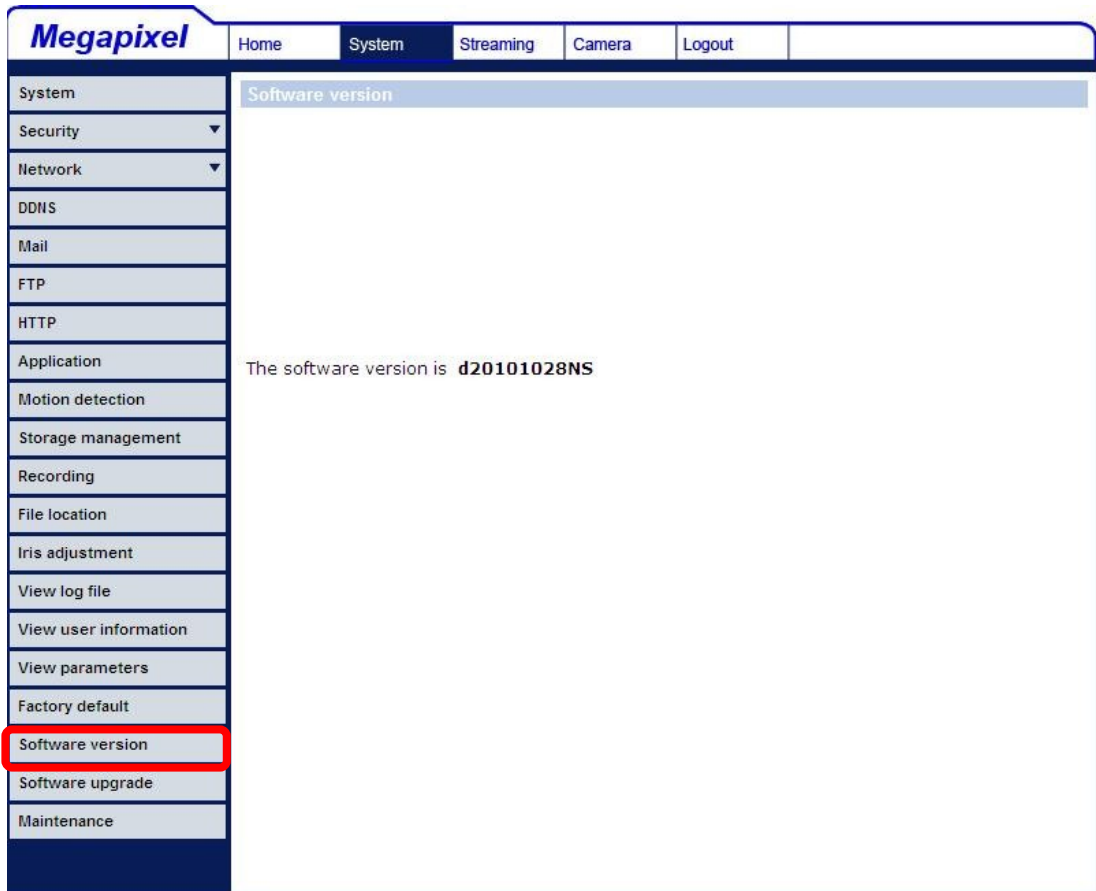 Megapixel
Home System Streaming Camera Logout
System
Security
Network
DDNS
Mail
FTP
HTTP
Application
Motion detection
Storage management
Recording
File location
Iris adjustment
View log file
View user information
View parameters
Factory default
Software version
Software upgrade
Maintenance
Software version
The software version is d20101028NS